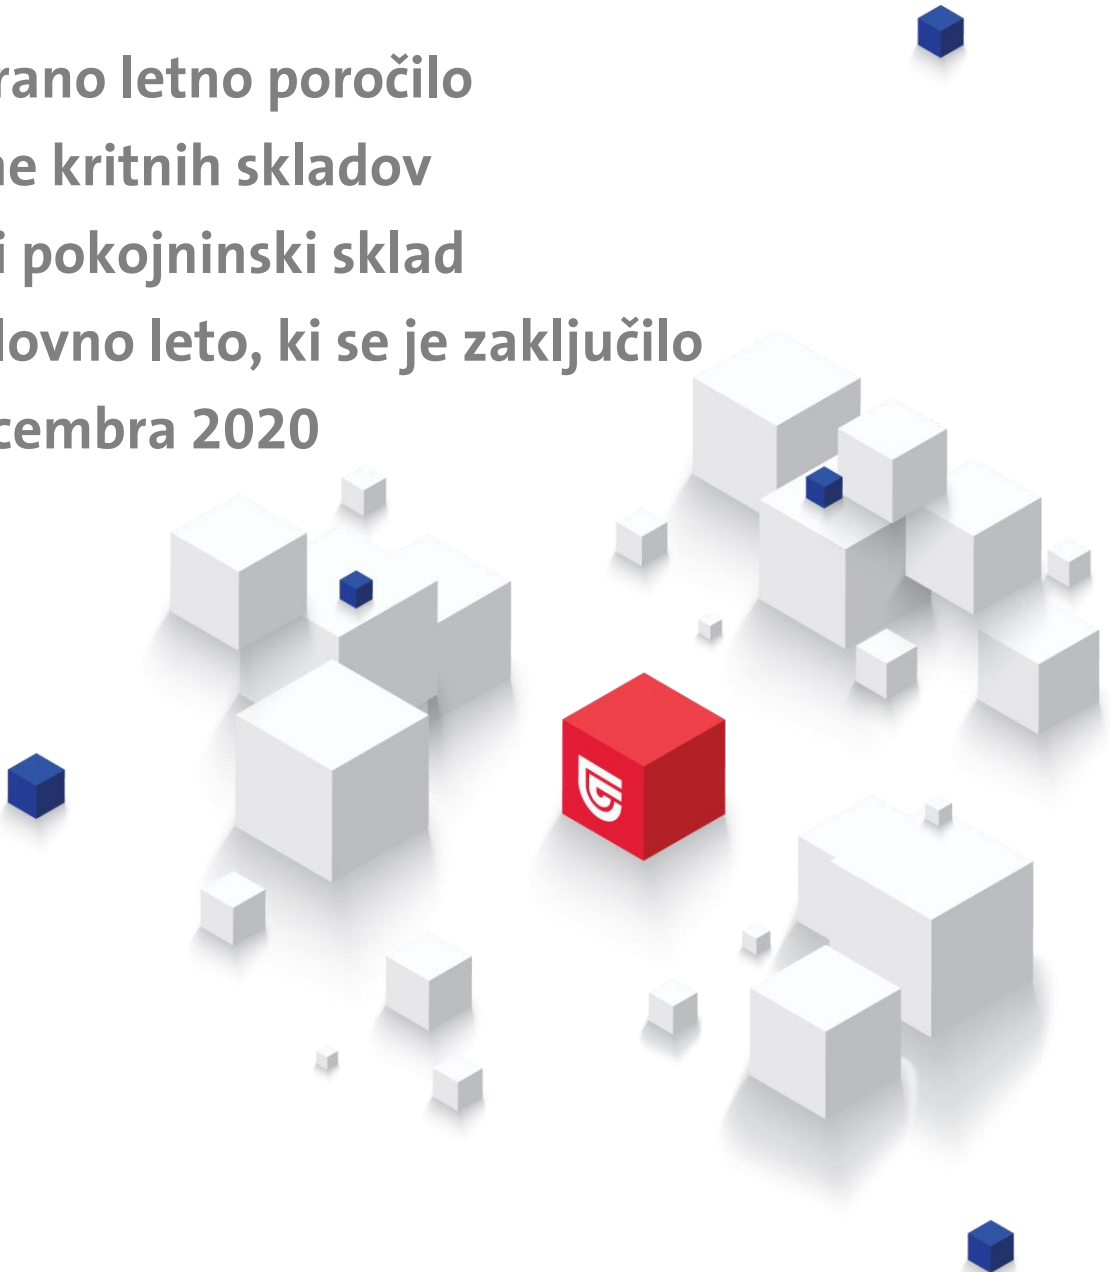 rano letno poročilo
ne kritnih skladov
i pokojninski sklad
lovno leto, ki se je zaključilo
cembra 2020